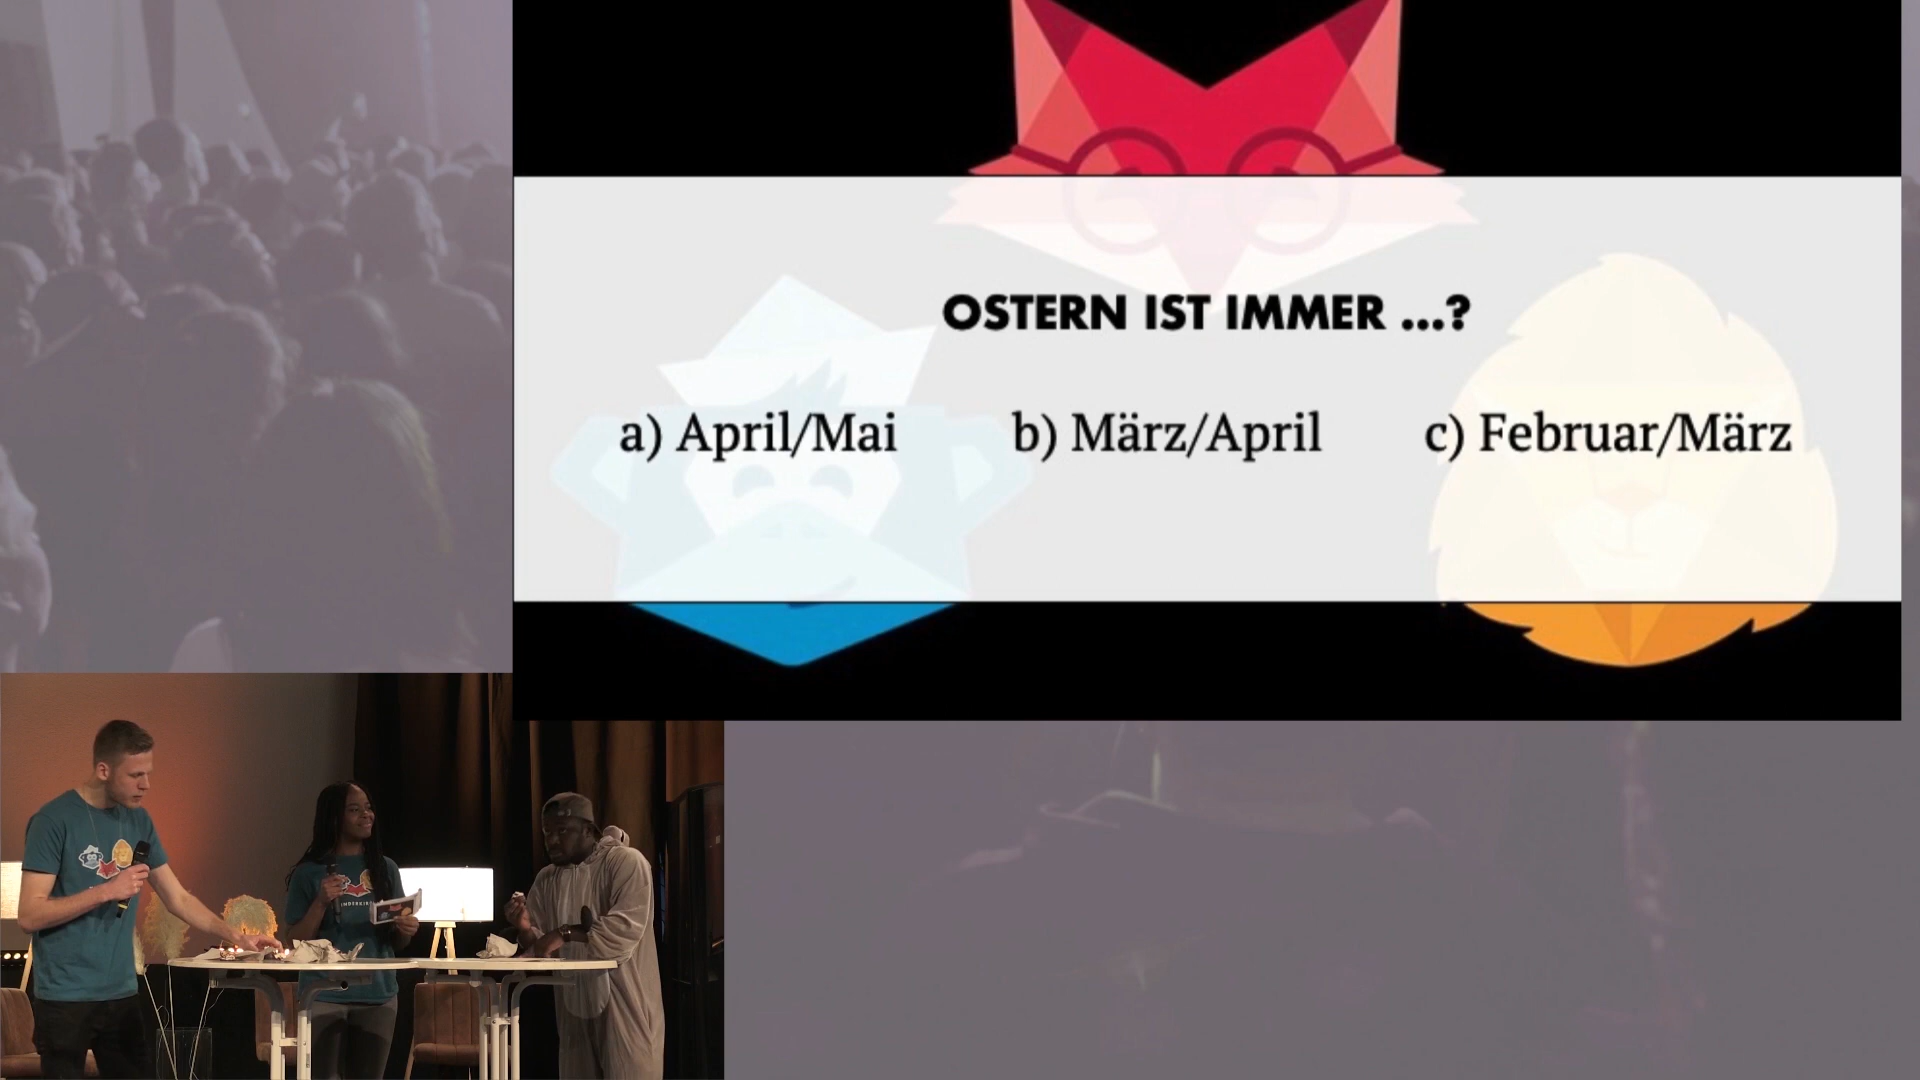 OSTERN IST IMMER ...?
a) April/Mai b) März/April c) Februar/März